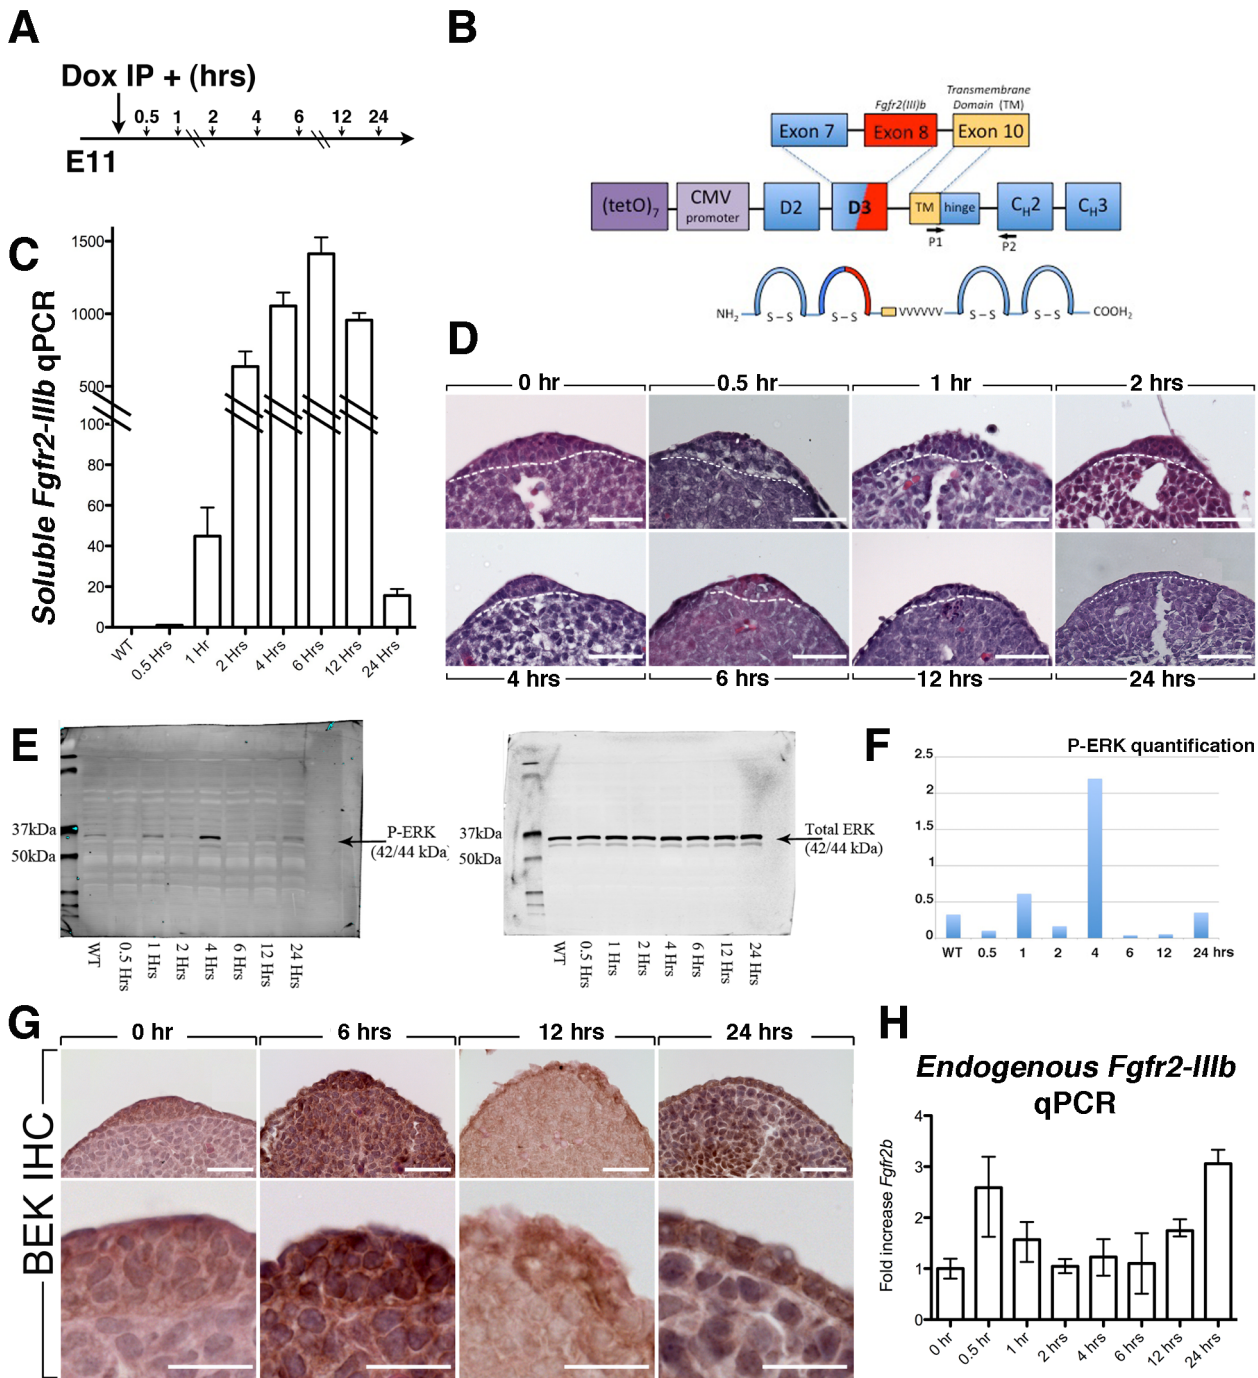 A
Dox IP + (hrs)
0.5 1 2 4 6 12 24
E11
B
Fgfr2(III)b
Transmembrane
Domain (TM)
Exon 7 Exon 8 Exon 10
(tetO)7 CMV promoter D2 D3 TM hinge CH2 CH3
P1 P2
NH2 S – S S – S VVVVVV S – S S – S COOH2
C
Soluble Fgfr2-IIIb qPCR
1500
1000
500
100
80
60
40
20
0
WT 0.5 Hrs 1 Hr 2 Hrs 4 Hrs 6 Hrs 12 Hrs 24 Hrs
D
0 hr 0.5 hr 1 hr 2 hrs
4 hrs 6 hrs 12 hrs 24 hrs
E
37kDa
50kDa
P-ERK
(42/44 kDa)
WT 0.5 Hrs 1 Hrs 2 Hrs 4 Hrs 6 Hrs 12 Hrs 24 Hrs
37kDa
50kDa
Total ERK
(42/44 kDa)
WT 0.5 Hrs 1 Hrs 2 Hrs 4 Hrs 6 Hrs 12 Hrs 24 Hrs
F
P-ERK quantification
2.5
2
1.5
1
0.5
0
WT 0.5 1 2 4 6 12 24 hrs
G
0 hr 6 hrs 12 hrs 24 hrs
BEK IHC
H
Endogenous Fgfr2-IIIb
qPCR
Fold increase Fgfr2b
4
3
2
1
0
0 hr 0.5 hr 1 hr 2 hrs 4 hrs 6 hrs 12 hrs 24 hrs